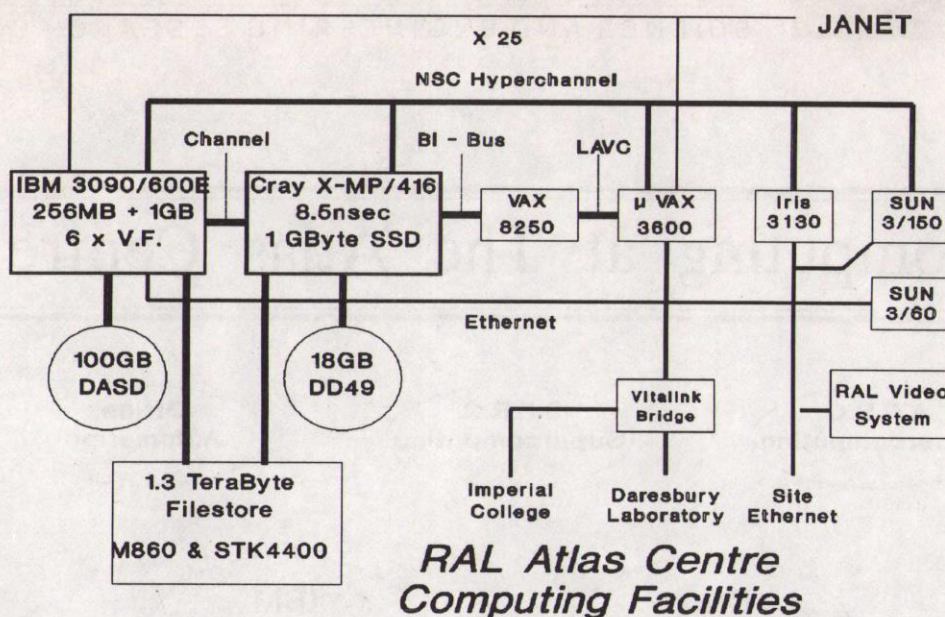 JANET
X 25
NSC Hyperchannel
Channel
BI - Bus
LAVC
IBM 3090/600E
256MB + 1GB
6 x V.F.
Cray X-MP/416
8.5nsec
1 GByte SSD
VAX
8250
µ VAX
3600
Iris
3130
SUN
3/150
SUN
3/60
Ethernet
100GB
DASD
18GB
DD49
Vitalink
Bridge
RAL Video
System
1.3 TeraByte
Filestore
M860 & STK4400
Imperial
College
Daresbury
Laboratory
Site
Ethernet
RAL Atlas Centre
Computing Facilities